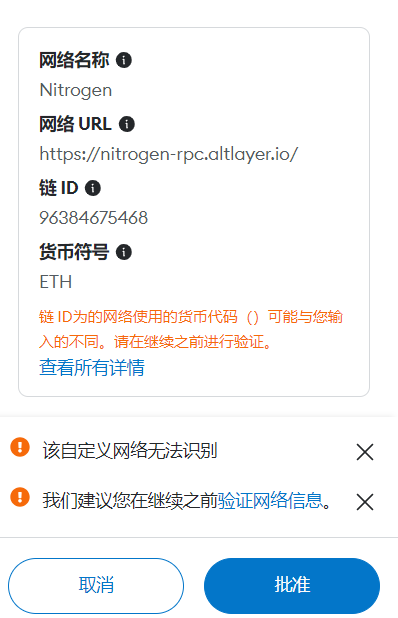 网络名称
Nitrogen
网络 URL
https://nitrogen-rpc.altlayer.io/
链 ID
96384675468
货币符号
ETH
链 ID为的网络使用的货币代码（）可能与您输
入的不同。请在继续之前进行验证。
查看所有详情
该自定义网络无法识别
我们建议您在继续之前验证网络信息。
取消
批准